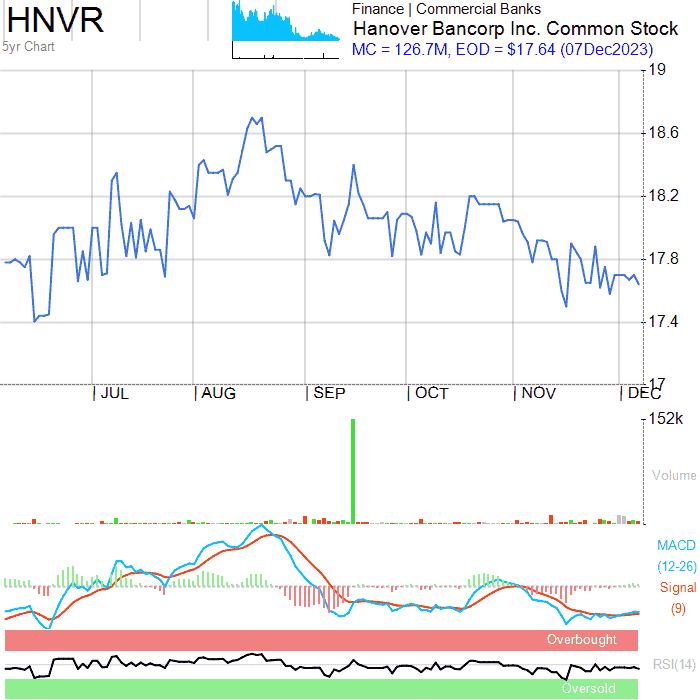 HNVR
5yr Chart
Finance | Commercial Banks
Hanover Bancorp Inc. Common Stock
MC = 126.7M, EOD = $17.64 (07Dec2023)
19
18.6
18.2
17.8
17.4
17
JUL
AUG
SEP
OCT
NOV
DEC
152k
Volume
MACD
(12-26)
Signal
(9)
Overbought
RSI(14)
Oversold